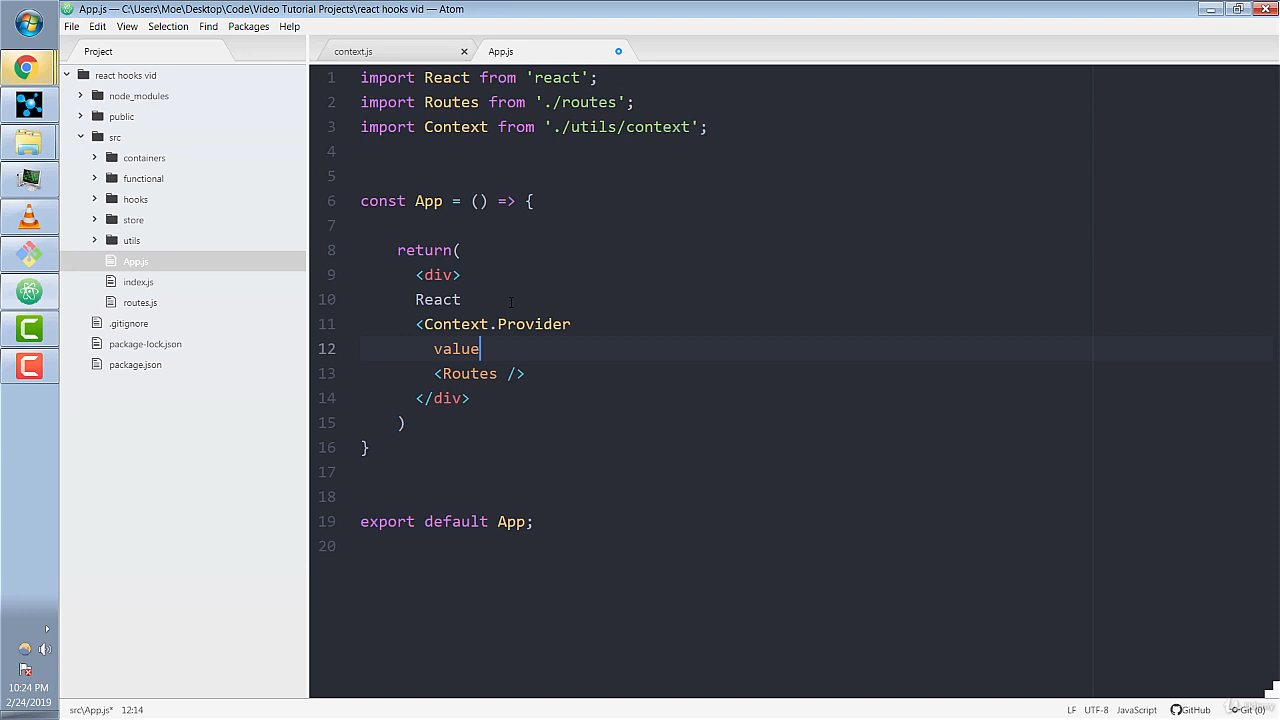 App.js — C:\Users\Moe\Desktop\Code\Video Tutorial Projects\react hooks vid — Atom
File Edit View Selection Find Packages Help
Project
context.js
App.js
react hooks vid
node_modules
public
src
containers
functional
hooks
store
utils
App.js
index.js
routes.js
.gitignore
package-lock.json
package.json
1 import React from 'react';
2 import Routes from './routes';
3 import Context from './utils/context';
4
5
6 const App = () => {
7
8 return(
9 <div>
10 React
11 <Context.Provider
12 value
13 <Routes />
14 </div>
15 )
16 }
17
18
19 export default App;
20
10:24 PM
2/24/2019
src\App.js* 12:14
LF UTF-8 JavaScript GitHub Git (0)